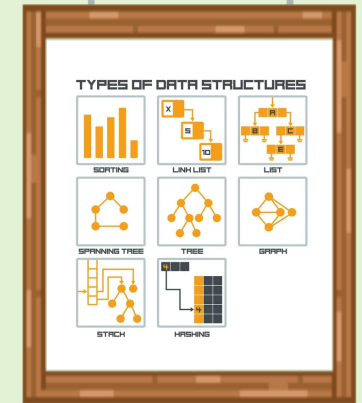 TYPES OF DATA STRUCTURES
X
5
10
A
B C
E
SORTING LINK LIST LIST
SPANNING TREE TREE GRAPH
4
4
STACK HASHING